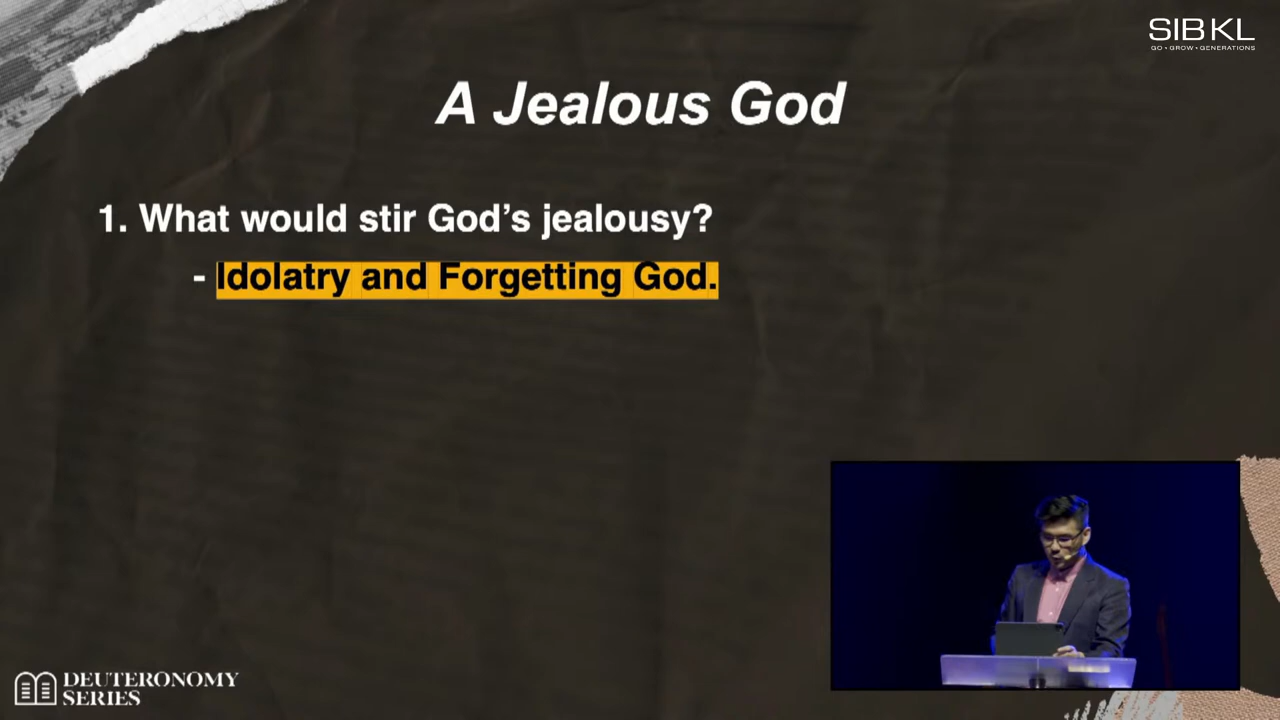 SIBKL
GO • GROW • GENERATIONS
A Jealous God
1. What would stir God’s jealousy?
- Idolatry and Forgetting God.
DEUTERONOMY
SERIES